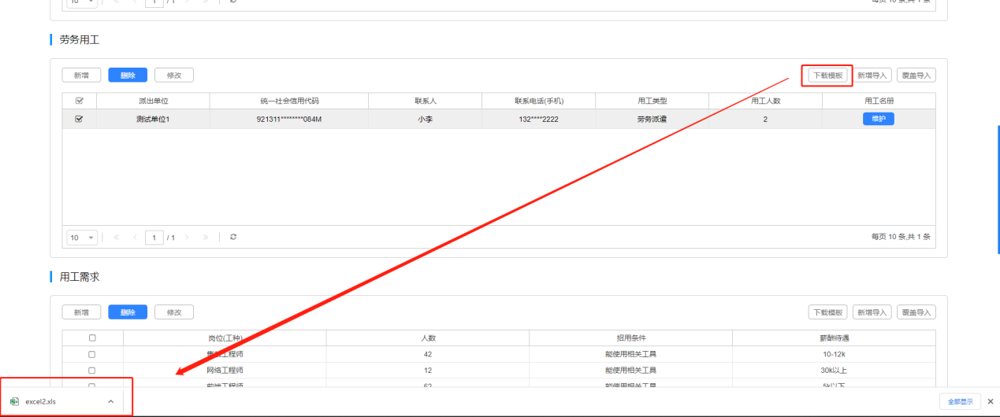 10 1 / 1 每页 10 条,共 1 条
劳务用工
新增 删除 修改 下载模板 新增导入 覆盖导入
派出单位 统一社会信用代码 联系人 联系电话(手机) 用工类型 用工人数 用工名册
测试单位1 921311********084M 小李 132****2222 劳务派遣 2 维护
10 1 / 1 每页 10 条,共 1 条
用工需求
新增 删除 修改 下载模板 新增导入 覆盖导入
岗位(工种) 人数 招用条件 薪酬待遇
工程师 42 能使用相关工具 10-12k
网络工程师 12 能使用相关工具 30k以上
前端工程师 62 能使用相关工具 5k以下
excel2.xls 全部显示